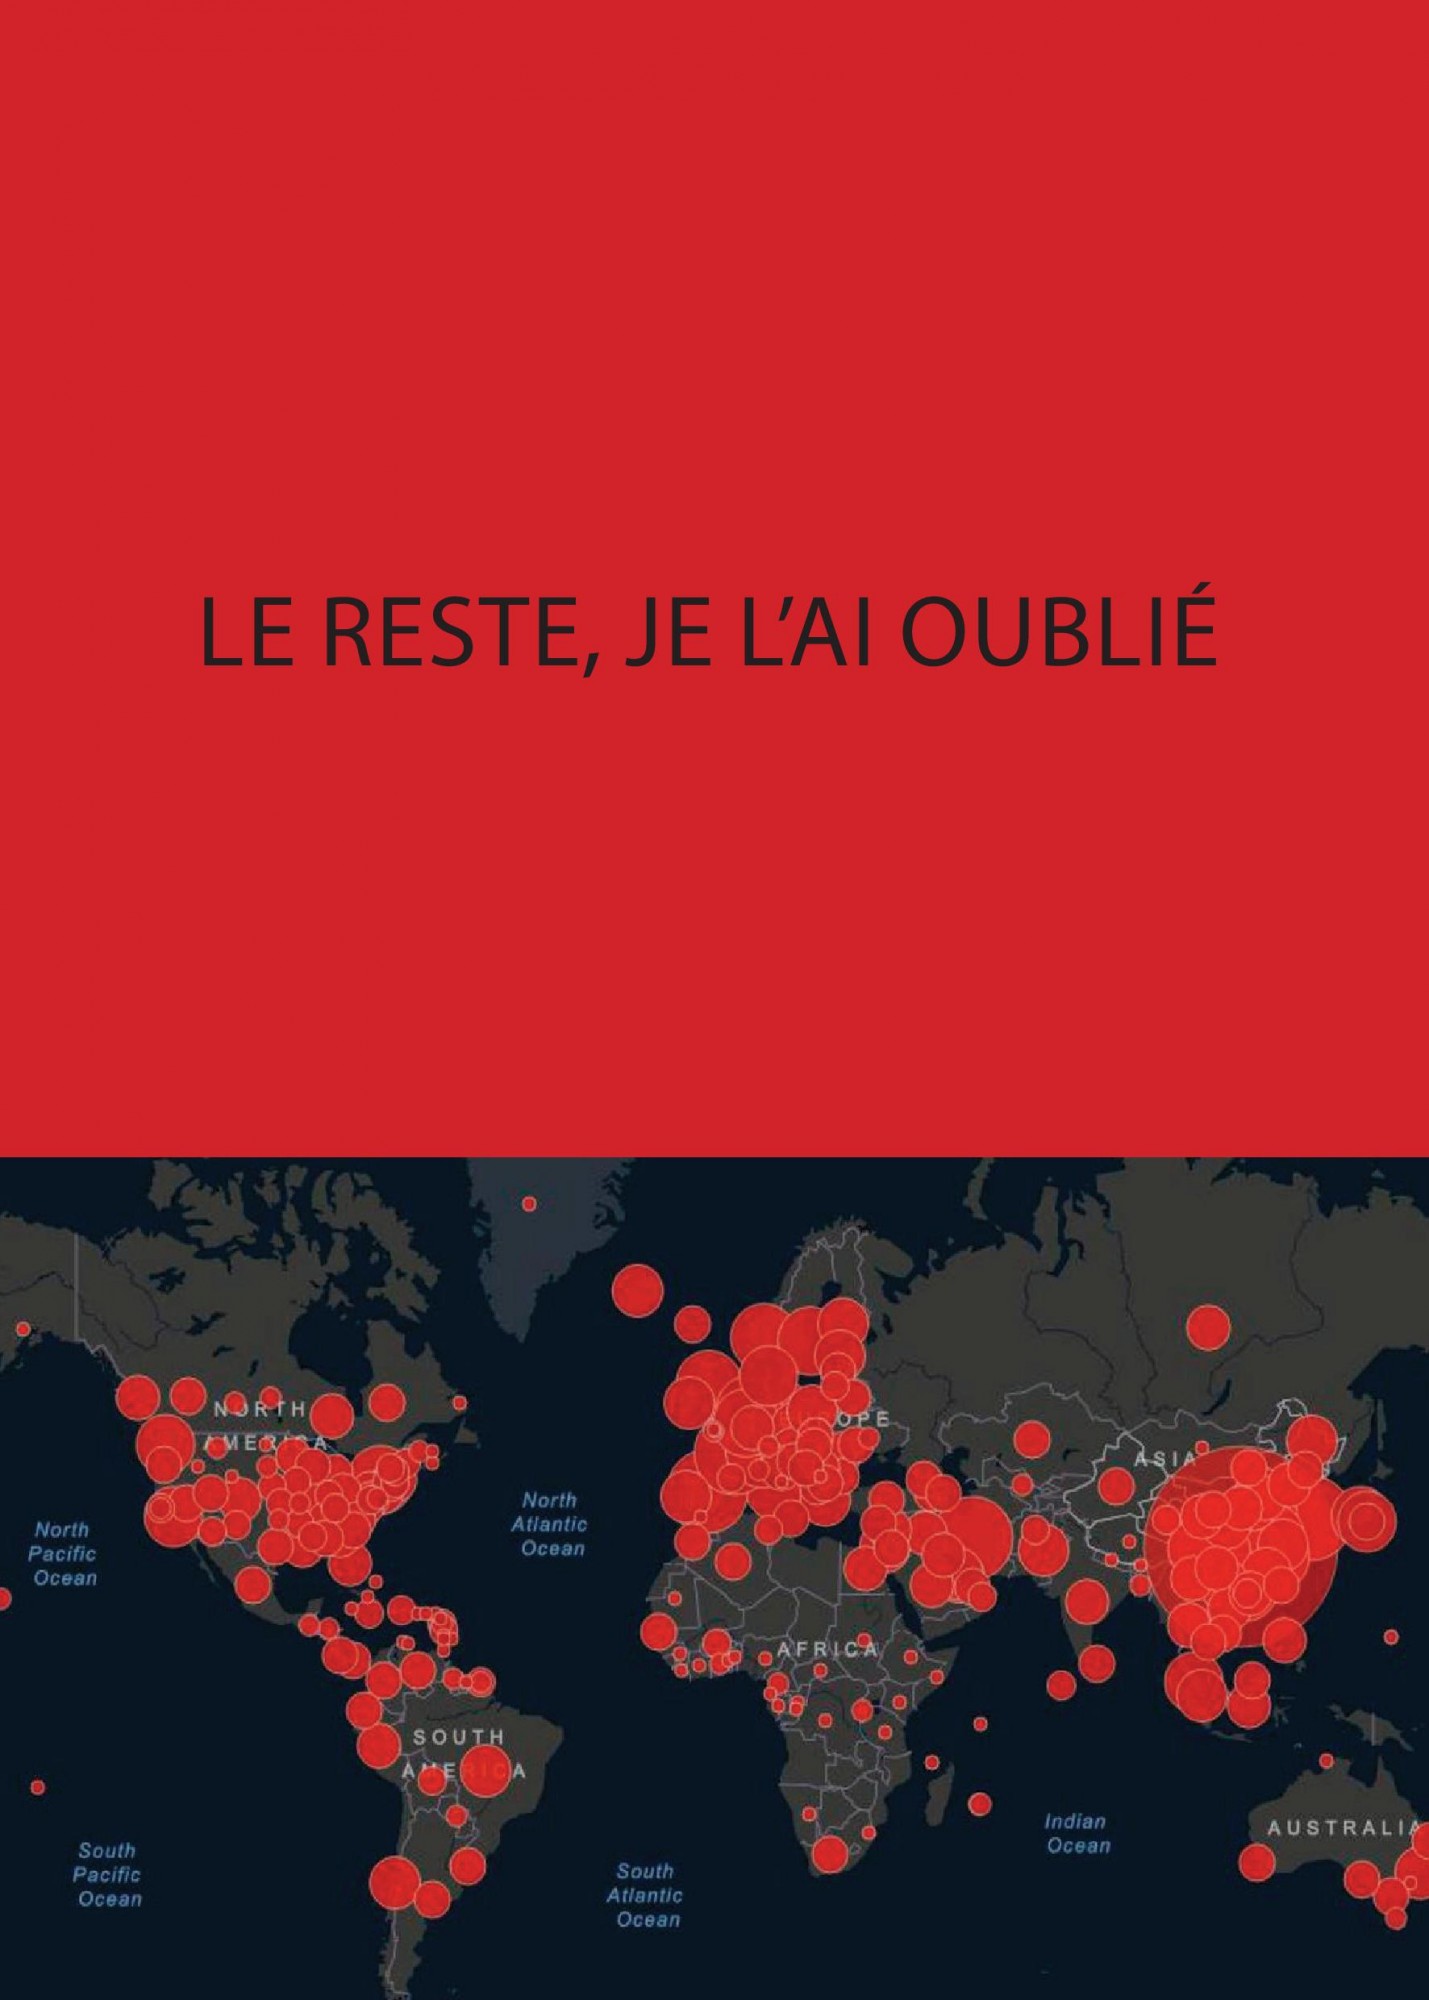 LE RESTE, JE L'AI OUBLIÉ
NORTH
AMERICA
OPE
ASIA
North
Atlantic
Ocean
North
Pacific
Ocean
AFRICA
SOUTH
AMERICA
Indian
Ocean
AUSTRALIA
South
Pacific
Ocean
South
Atlantic
Ocean